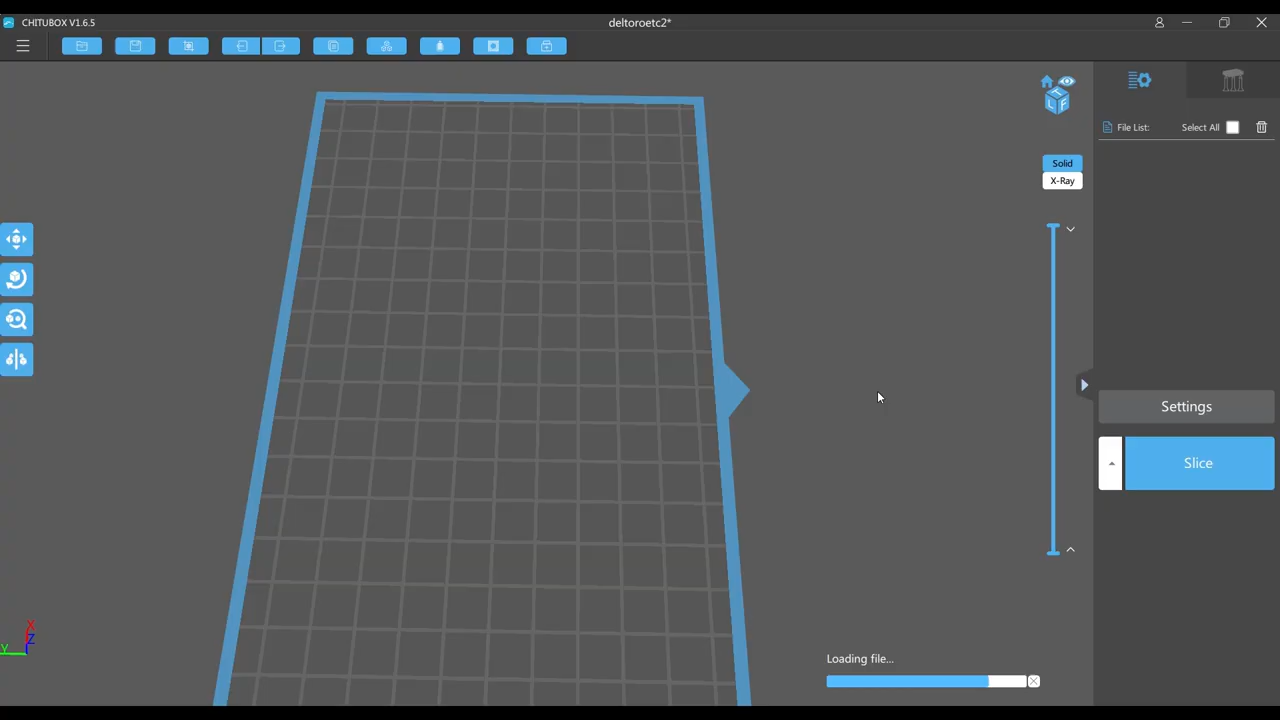 CHITUBOX V1.6.5
deltoroetc2*
T
L F
File List:
Select All
Solid
X-Ray
Settings
Slice
X
Z
Y
Loading file...